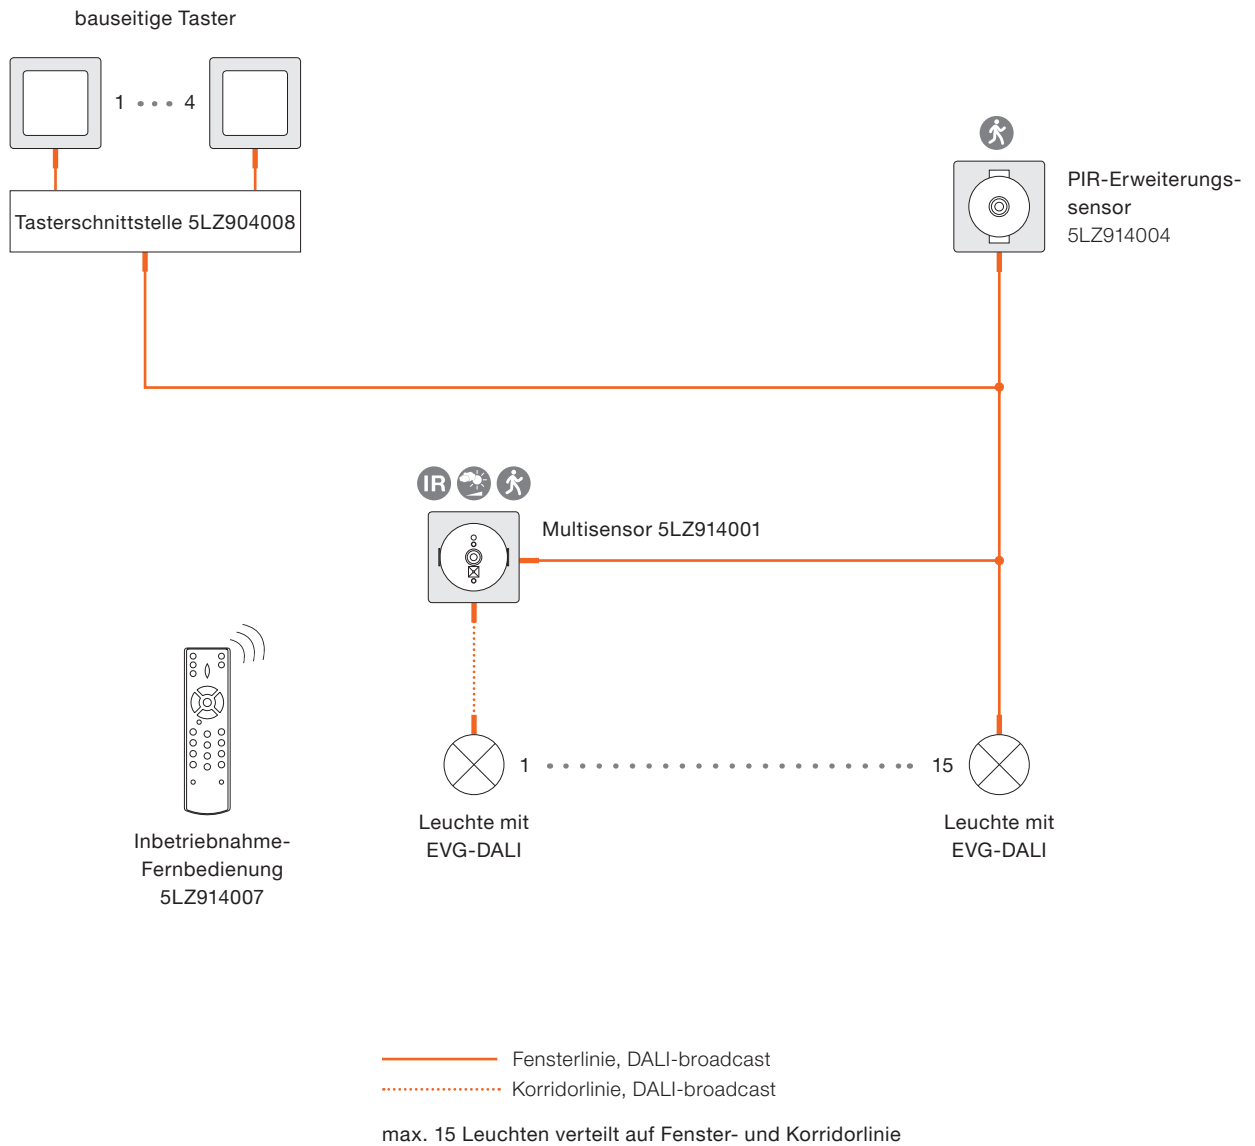 bauseitige Taster
1 4
Tasterschnittstelle 5LZ904008
PIR-Erweiterungs-
sensor
5LZ914004
IR
Multisensor 5LZ914001
1 15
Leuchte mit
EVG-DALI
Leuchte mit
EVG-DALI
Inbetriebnahme-
Fernbedienung
5LZ914007
Fensterlinie, DALI-broadcast
Korridorlinie, DALI-broadcast
max. 15 Leuchten verteilt auf Fenster- und Korridorlinie